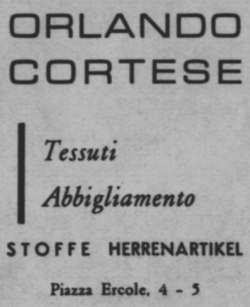 ORLANDO
CORTESE
Tessuti
Abbigliamento
STOFFE HERRENARTIKEL
Piazza Ercole, 4 - 5